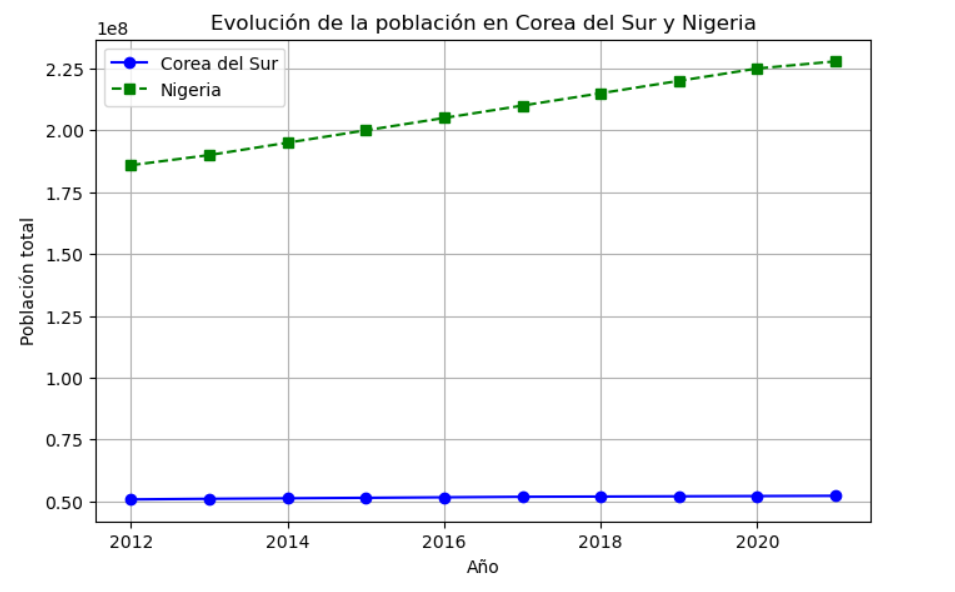 Evolución de la población en Corea del Sur y Nigeria
1e8
Corea del Sur
Nigeria
2.25
2.00
1.75
1.50
1.25
1.00
0.75
0.50
Población total
2012 2014 2016 2018 2020
Año